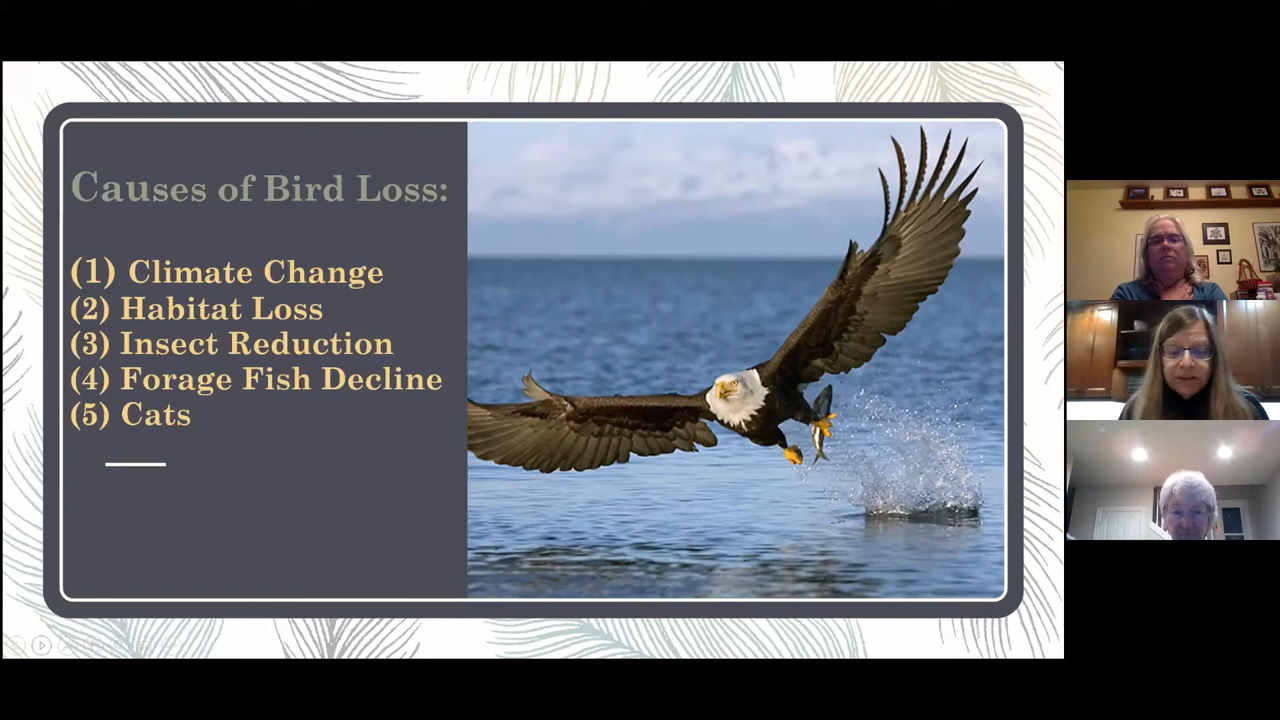 Causes of Bird Loss:
(1) Climate Change
(2) Habitat Loss
(3) Insect Reduction
(4) Forage Fish Decline
(5) Cats